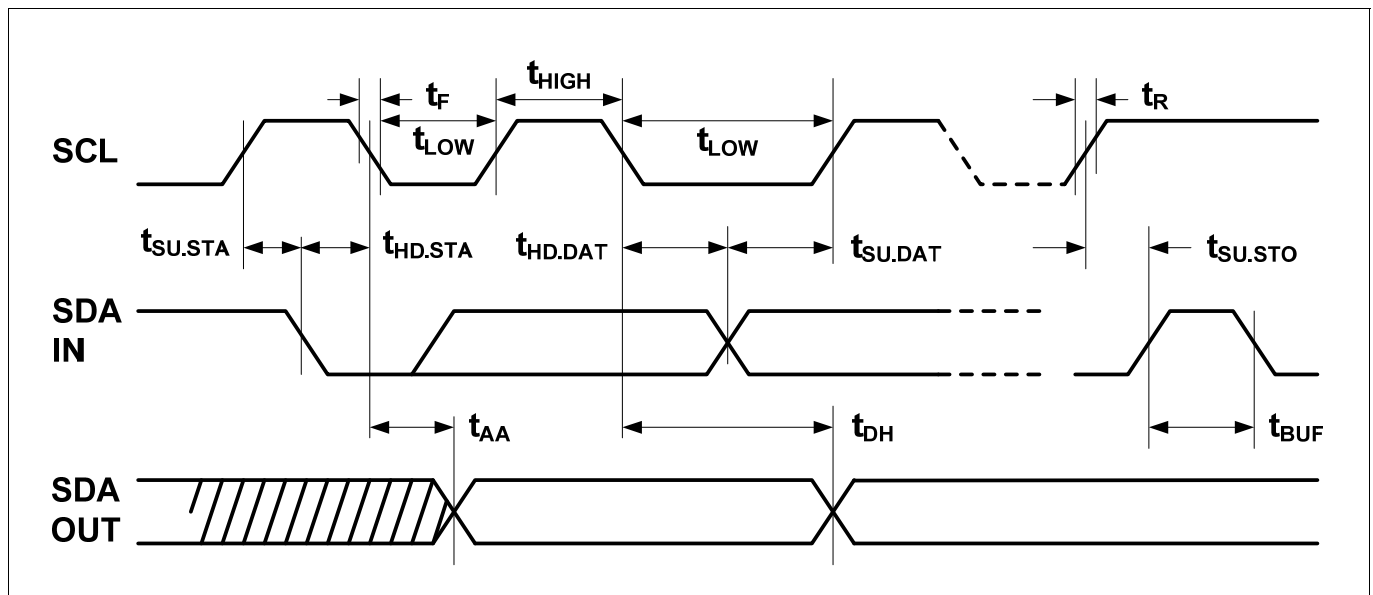 tHIGH
tF
tR
tLOW
tLOW
SCL
tSU.STA
tHD.STA
tHD.DAT
tSU.DAT
tSU.STO
SDA
IN
tAA
tDH
tBUF
SDA
OUT